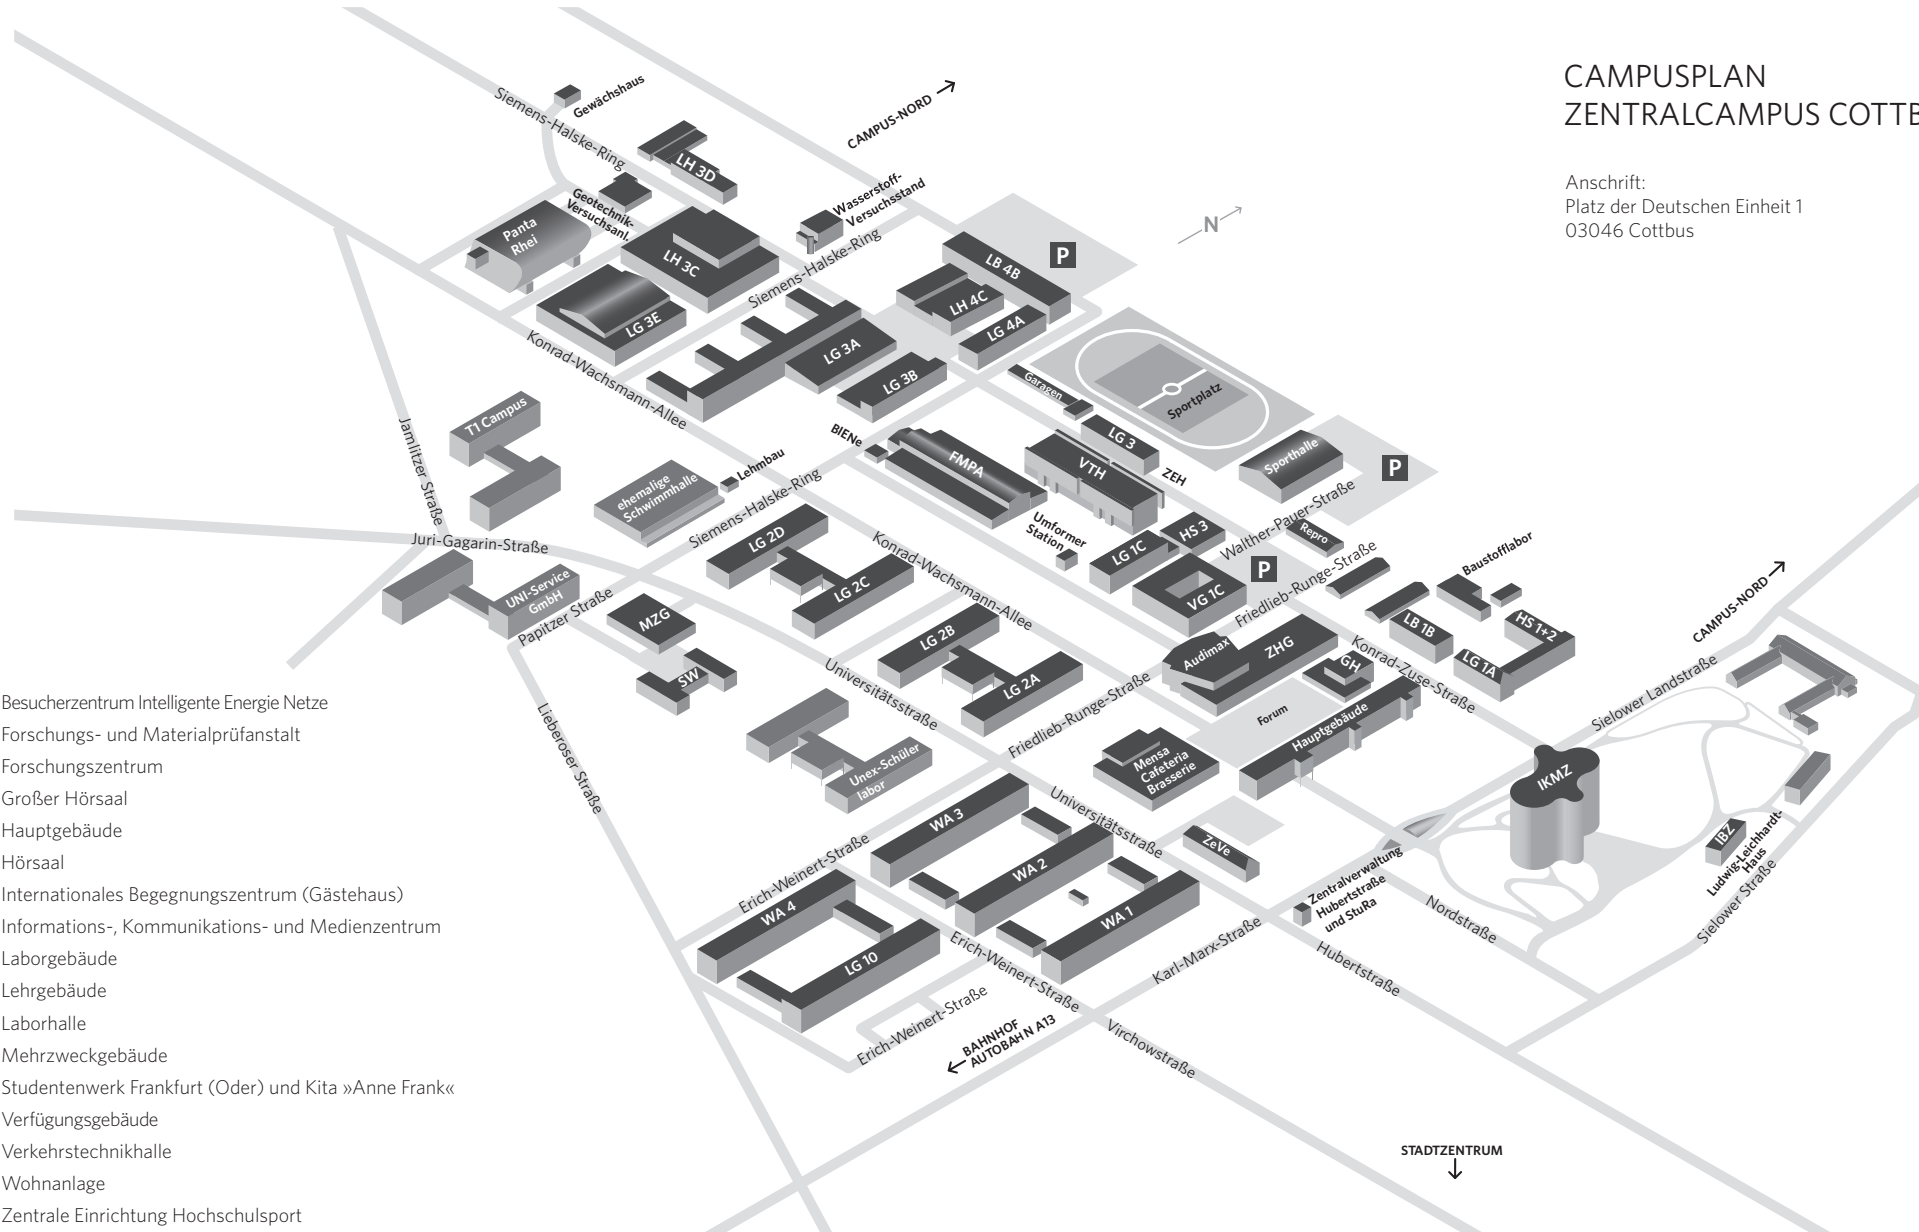 CAMPUSPLAN
ZENTRALCAMPUS COTTB
Anschrift:
Platz der Deutschen Einheit 1
03046 Cottbus
Gewächshaus
Siemens-Halske-Ring
CAMPUS-NORD
LH 3D
Geotechnik-
Versuchsanl.
Wasserstoff-
Versuchsstand
Panta
Rhei
LH 3C
Siemens-Halske-Ring
N
P
LB 4B
LH 4C
LG 4A
LG 3E
LG 3A
LG 3B
Konrad-Wachsmann-Allee
Garagen
Sportplatz
T1 Campus
Jamlitzer Straße
BIENe
FMPA
VTH
LG 3
ZEH
Sporthalle
P
Lehmbau
ehemalige
Schwimmhalle
Siemens-Halske-Ring
Walther-Pauer-Straße
Juri-Gagarin-Straße
LG 2D
LG 2C
Konrad-Wachsmann-Allee
Umformer
Station
LG 1C
HS 3
Repro
P
VG 1C
Friedlieb-Runge-Straße
Baustofflabor
CAMPUS-NORD
UNI-Service
GmbH
Papitzer Straße
MZG
SW
LG 2B
LG 2A
Audimax
ZHG
GH
LB 1B
LG 1A
HS 1+2
Konrad-Zuse-Straße
Sielower Landstraße
Universitätsstraße
Friedlieb-Runge-Straße
Forum
Hauptgebäude
Lieberoser Straße
Unex-Schüler
labor
Mensa
Cafeteria
Brasserie
IKMZ
WA 3
Universitätsstraße
ZeVe
IBZ
Ludwig-Leichhardt-
Haus
Sielower Straße
Erich-Weinert-Straße
WA 2
WA 4
WA 1
LG 10
Zentralverwaltung
Hubertstraße
und StuRa
Nordstraße
Erich-Weinert-Straße
Karl-Marx-Straße
Hubertstraße
Erich-Weinert-Straße
BAHNHOF
AUTOBAHN A13
Virchowstraße
STADTZENTRUM
Besucherzentrum Intelligente Energie Netze
Forschungs- und Materialprüfanstalt
Forschungszentrum
Großer Hörsaal
Hauptgebäude
Hörsaal
Internationales Begegnungszentrum (Gästehaus)
Informations-, Kommunikations- und Medienzentrum
Laborgebäude
Lehrgebäude
Laborhalle
Mehrzweckgebäude
Studentenwerk Frankfurt (Oder) und Kita »Anne Frank«
Verfügungsgebäude
Verkehrstechnikhalle
Wohnanlage
Zentrale Einrichtung Hochschulsport